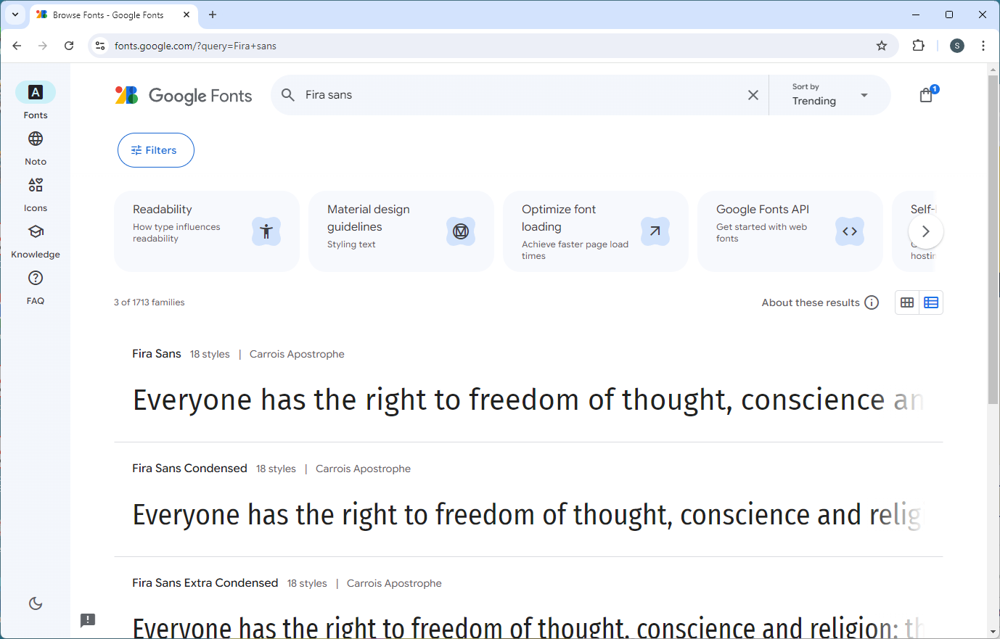 Browse Fonts - Google Fonts
fonts.google.com/?query=Fira+sans
S
A
Fonts
Noto
Icons
Knowledge
FAQ
Google Fonts
Fira sans
Sort by
Trending
1
Filters
Readability
How type influences
readability
Material design
guidelines
Styling text
Optimize font
loading
Achieve faster page load
times
Google Fonts API
Get started with web
fonts
Self-
hostin
3 of 1713 families
About these results
Fira Sans 18 styles | Carrois Apostrophe
Everyone has the right to freedom of thought, conscience an
Fira Sans Condensed 18 styles | Carrois Apostrophe
Everyone has the right to freedom of thought, conscience and relig
Fira Sans Extra Condensed 18 styles | Carrois Apostrophe
Everyone has the right to freedom of thought, conscience and religion; th